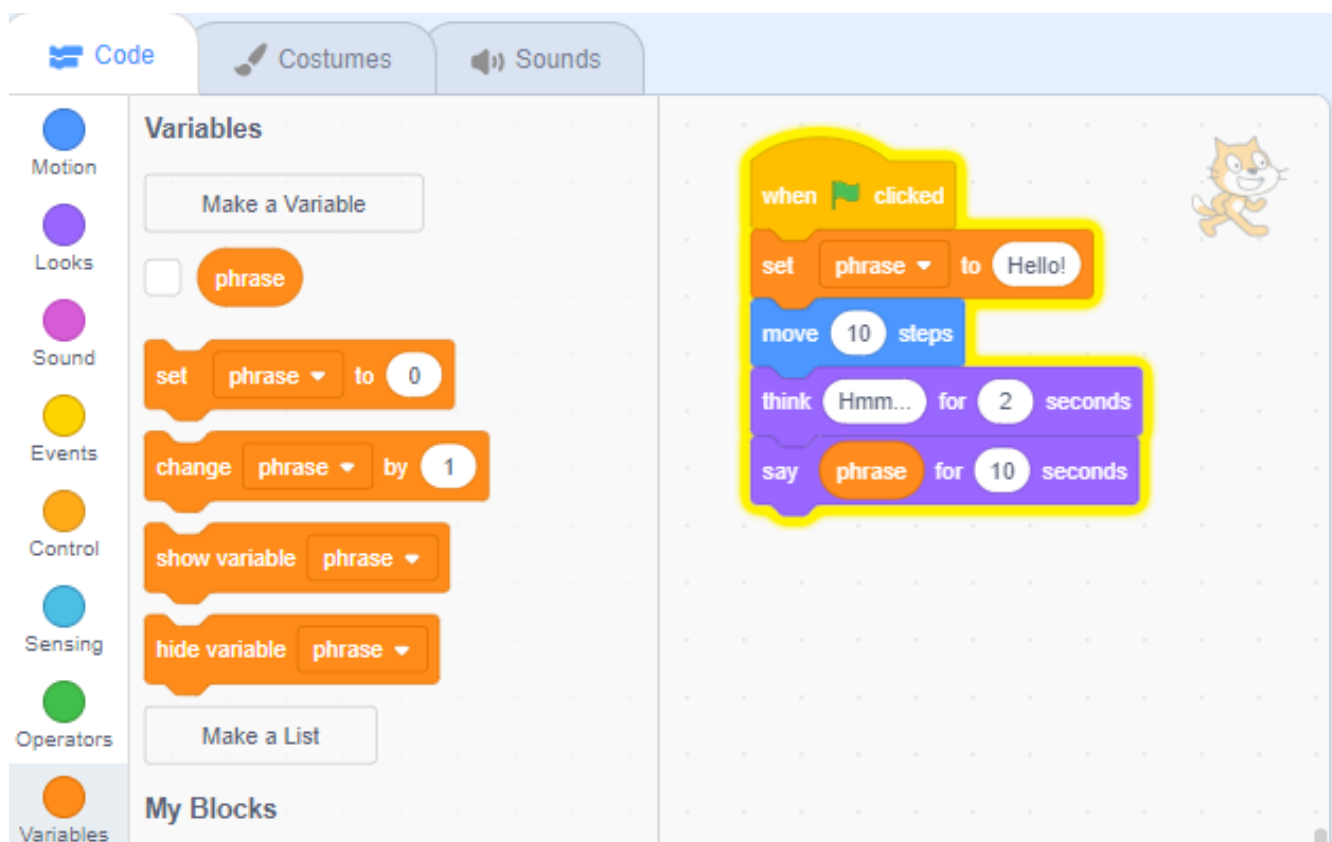 Code
Costumes
Sounds
Motion
Looks
Sound
Events
Control
Sensing
Operators
Variables
Variables
Make a Variable
phrase
set phrase to 0
change phrase by 1
show variable phrase
hide variable phrase
Make a List
My Blocks
when clicked
set phrase to Hello!
move 10 steps
think Hmm... for 2 seconds
say phrase for 10 seconds